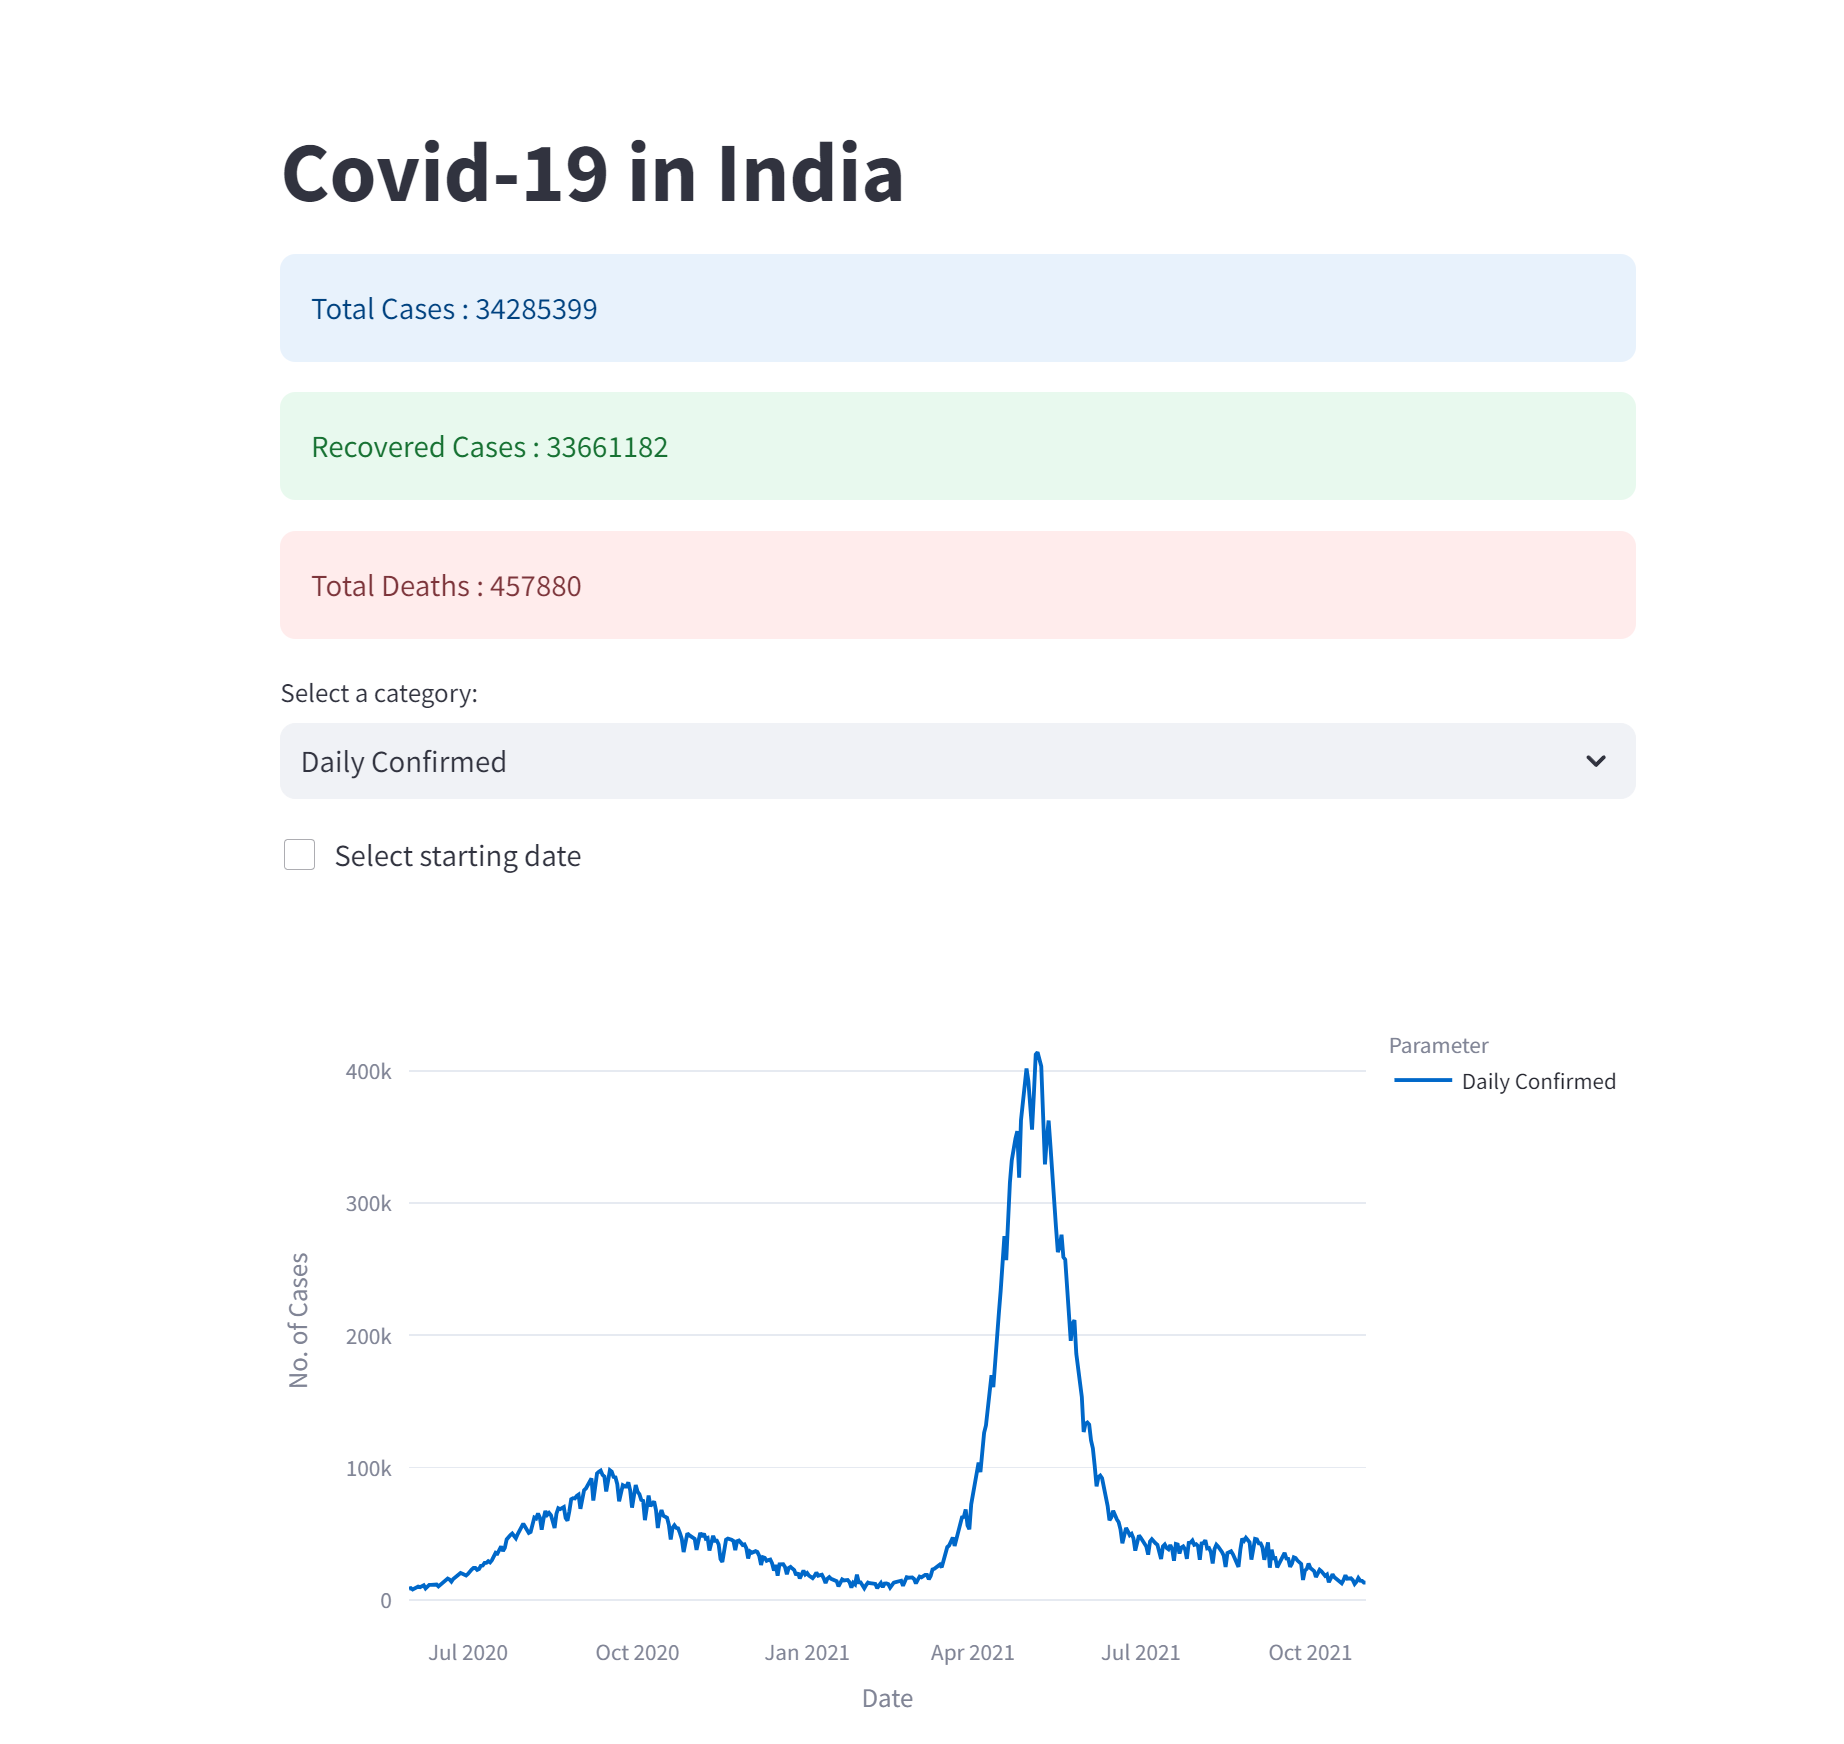 Covid-19 in India
Total Cases : 34285399
Recovered Cases : 33661182
Total Deaths : 457880
Select a category:
Daily Confirmed
Select starting date
Parameter
Daily Confirmed
400k
300k
200k
100k
0
No. of Cases
Jul 2020 Oct 2020 Jan 2021 Apr 2021 Jul 2021 Oct 2021
Date